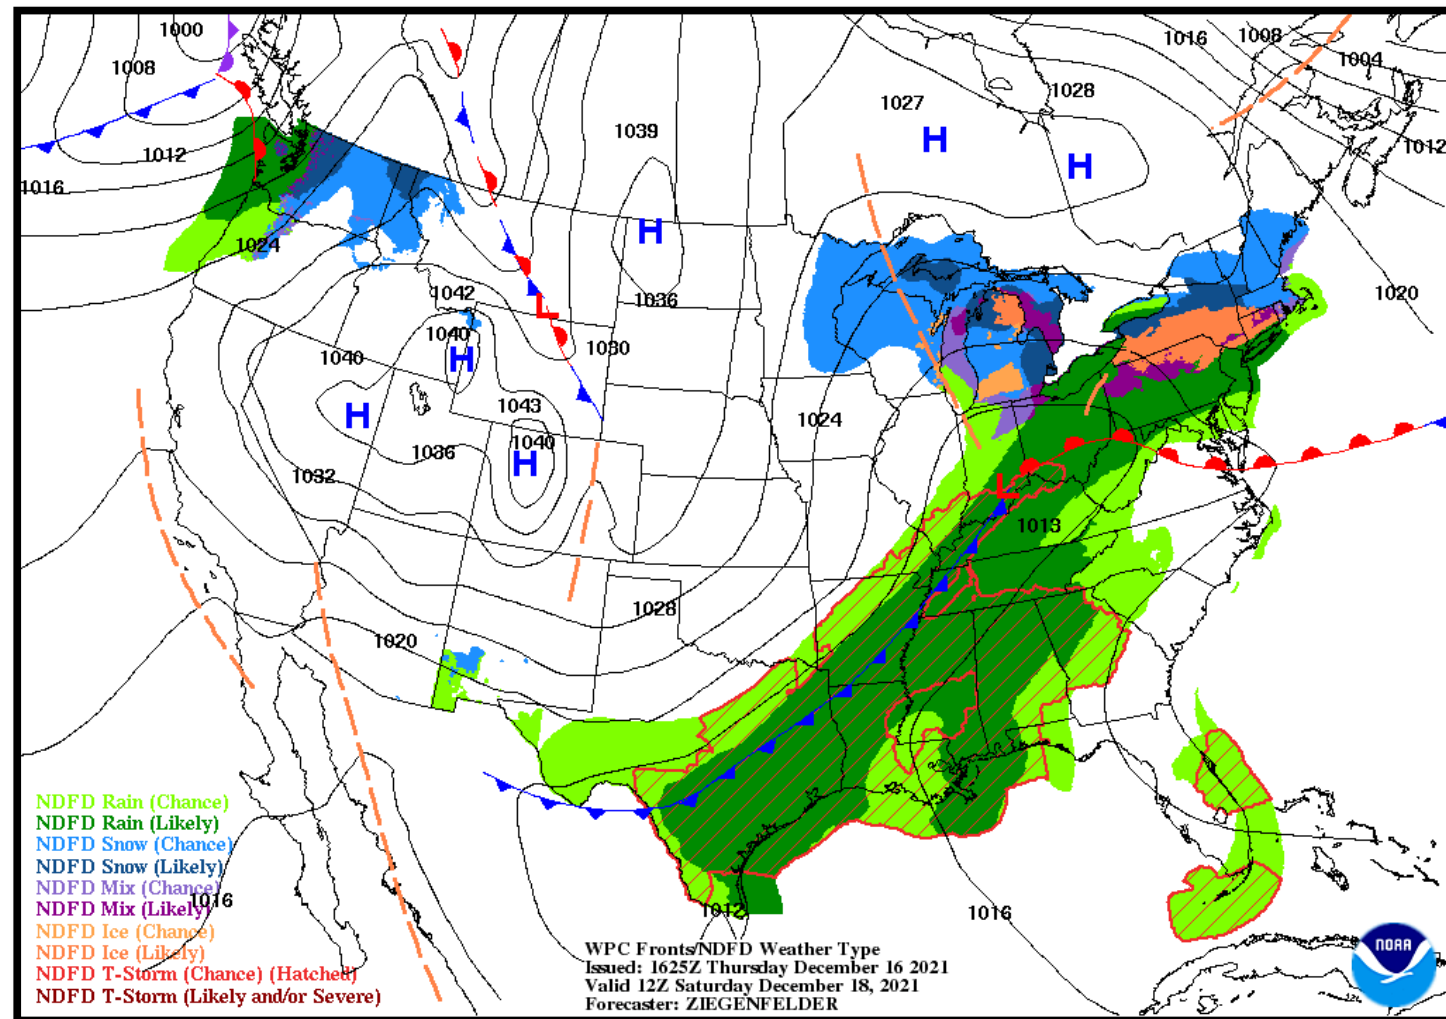 1000
1008
1012
1016
1024
1039
1027
1028
1016
1008
1004
1012
1020
H
H
H
1042
1036
L
1040
H
1040
1030
H
1043
1040
H
1036
1032
1024
L
1013
1028
1020
1016
1012
1016
NDFD Rain (Chance)
NDFD Rain (Likely)
NDFD Snow (Chance)
NDFD Snow (Likely)
NDFD Mix (Chance)
NDFD Mix (Likely)
NDFD Ice (Chance)
NDFD Ice (Likely)
NDFD T-Storm (Chance) (Hatched)
NDFD T-Storm (Likely and/or Severe)
WPC Fronts/NDFD Weather Type
Issued: 1625Z Thursday December 16 2021
Valid 12Z Saturday December 18, 2021
Forecaster: ZIEGENFELDER
NOAA